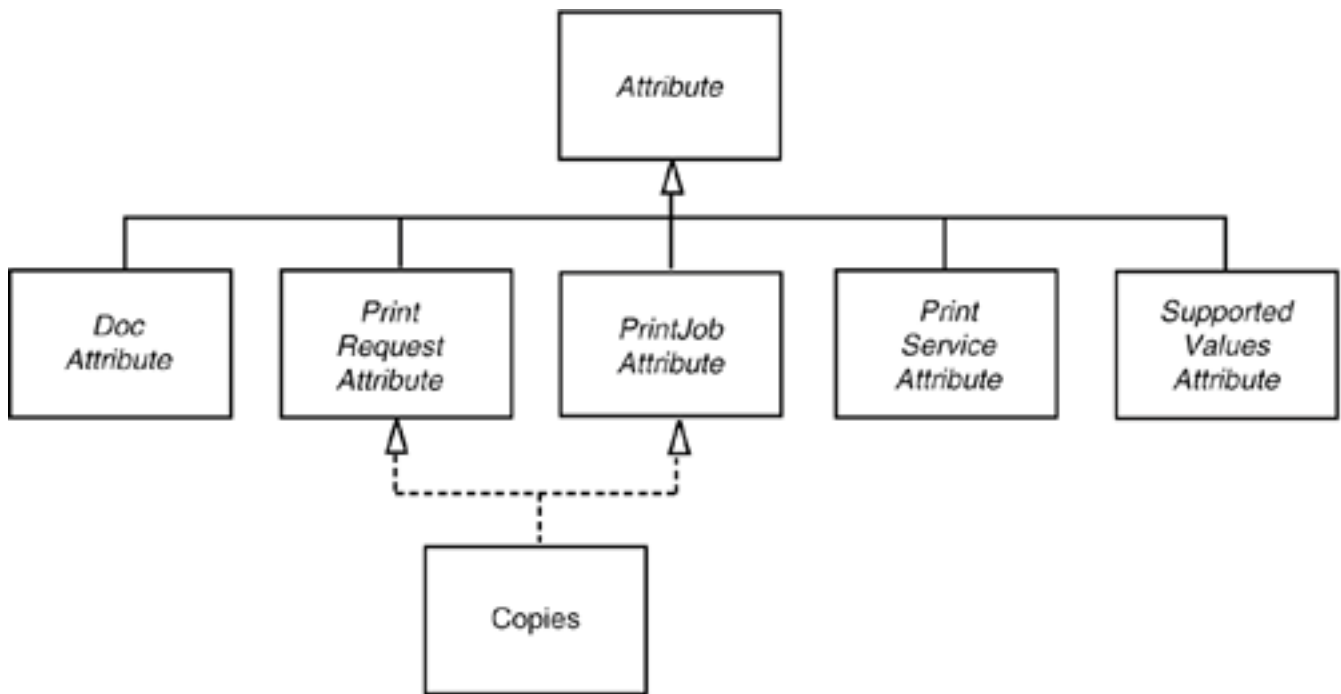 Attribute
Doc
Attribute
Print
Request
Attribute
PrintJob
Attribute
Print
Service
Attribute
Supported
Values
Attribute
Copies